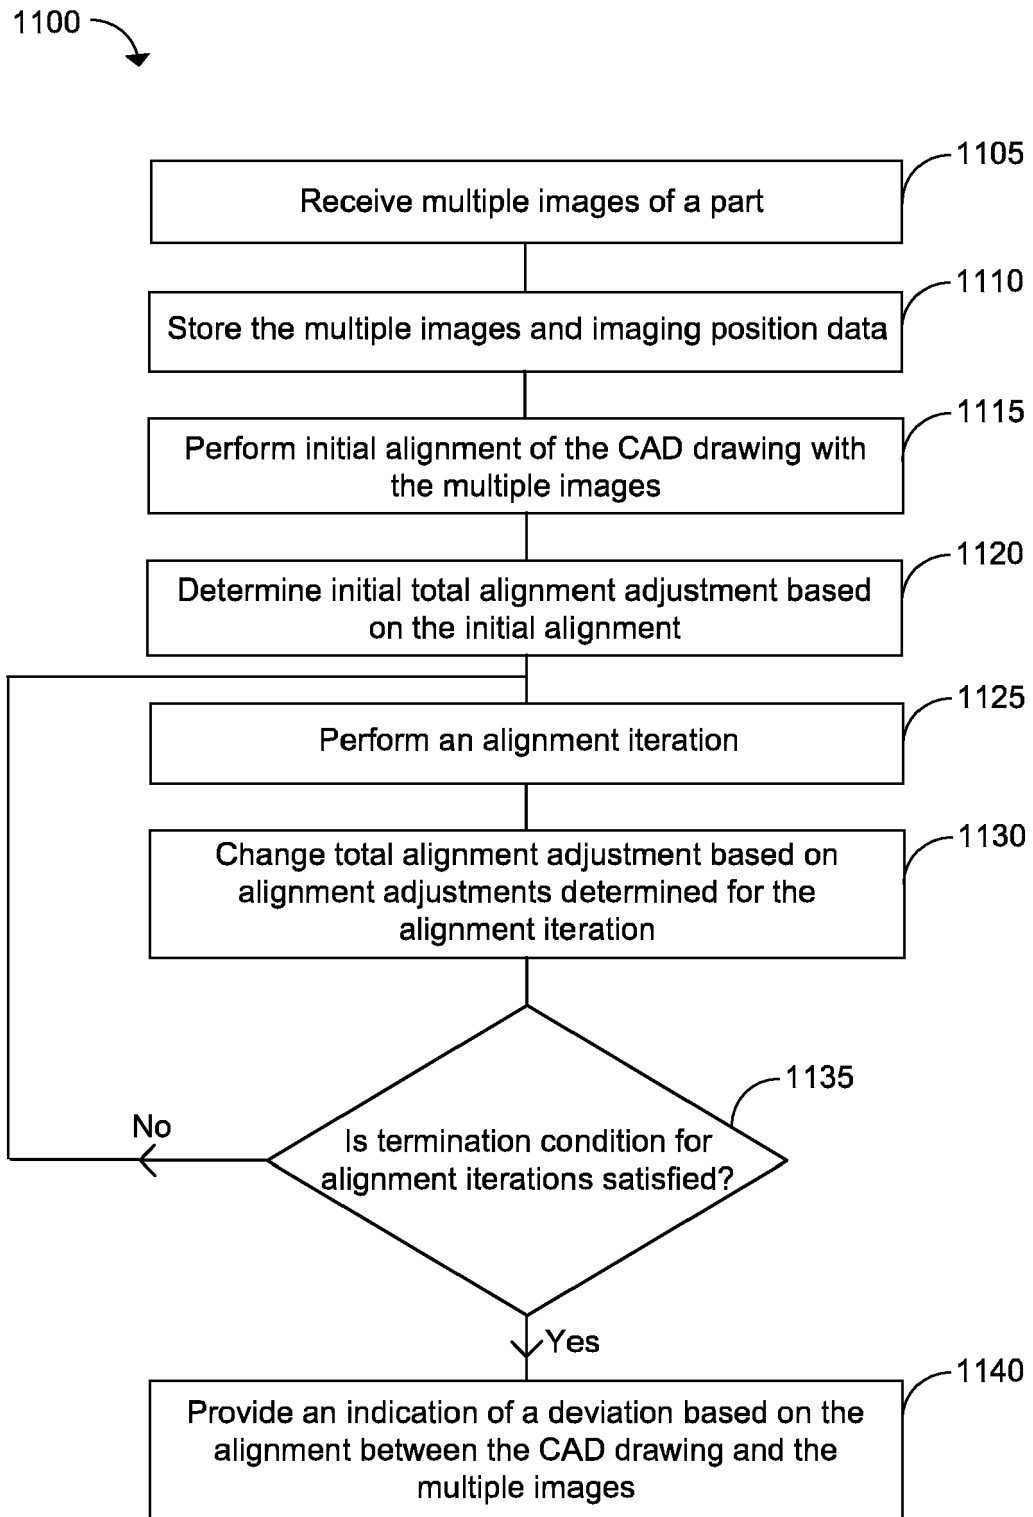 1100
1105
Receive multiple images of a part
1110
Store the multiple images and imaging position data
1115
Perform initial alignment of the CAD drawing with
the multiple images
1120
Determine initial total alignment adjustment based
on the initial alignment
1125
Perform an alignment iteration
1130
Change total alignment adjustment based on
alignment adjustments determined for the
alignment iteration
1135
No
Is termination condition for
alignment iterations satisfied?
Yes
1140
Provide an indication of a deviation based on the
alignment between the CAD drawing and the
multiple images